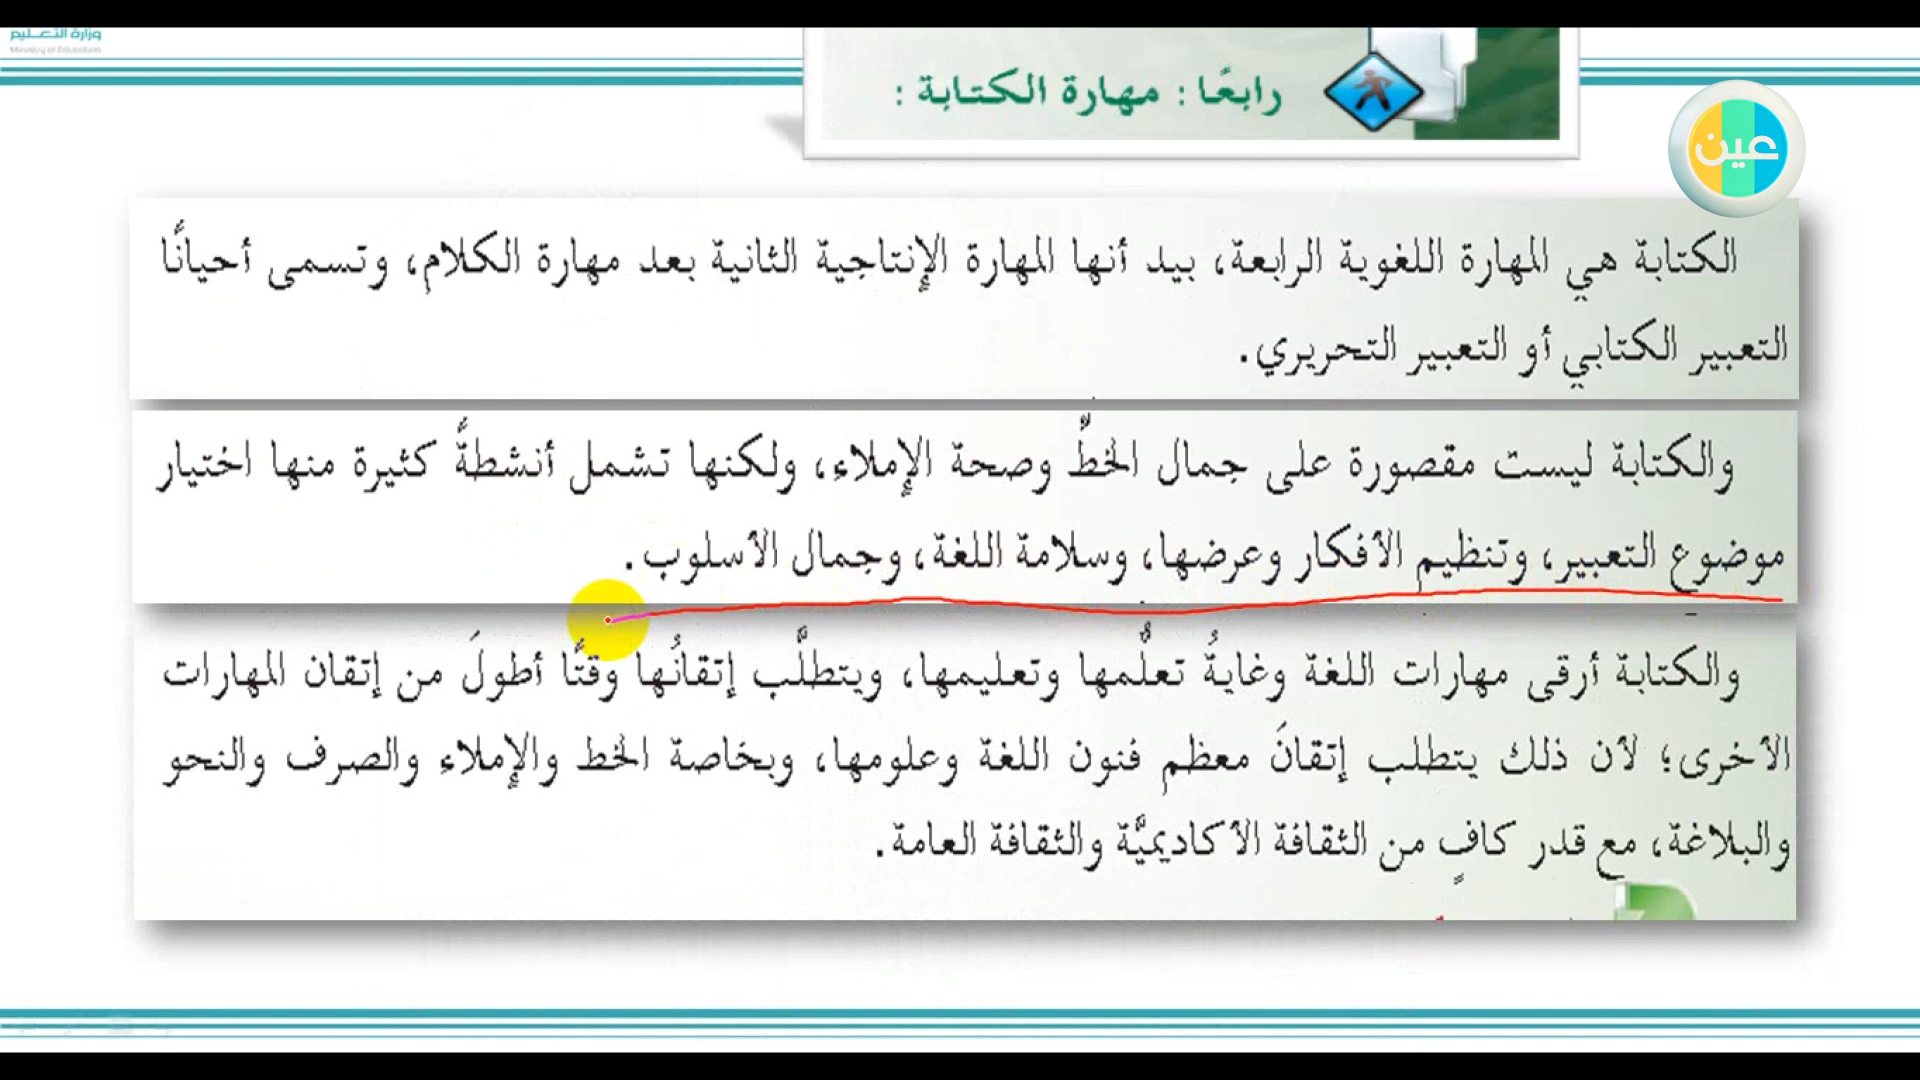 وزارة التعليم
Ministry of Education
رابعًا : مهارة الكتابة :
عين
الكتابة هي المهارة اللغوية الرابعة، بيد أنها المهارة الإنتاجية الثانية بعد مهارة الكلام، وتسمى أحيانًا
التعبير الكتابي أو التعبير التحريري.
والكتابة ليست مقصورة على جمال الخطِّ وصحة الإملاء، ولكنها تشمل أنشطةً كثيرة منها اختيار
موضوع التعبير، وتنظيم الأفكار وعرضها، وسلامة اللغة، وجمال الأسلوب.
والكتابة أرقى مهارات اللغة وغايةُ تعلُّمها وتعليمها، ويتطلَّب إتقانُها وقتًا أطولَ من إتقان المهارات
الأخرى؛ لأن ذلك يتطلب إتقانَ معظم فنون اللغة وعلومها، وبخاصة الخط والإملاء والصرف والنحو
والبلاغة، مع قدر كافٍ من الثقافة الأكاديميَّة والثقافة العامة.